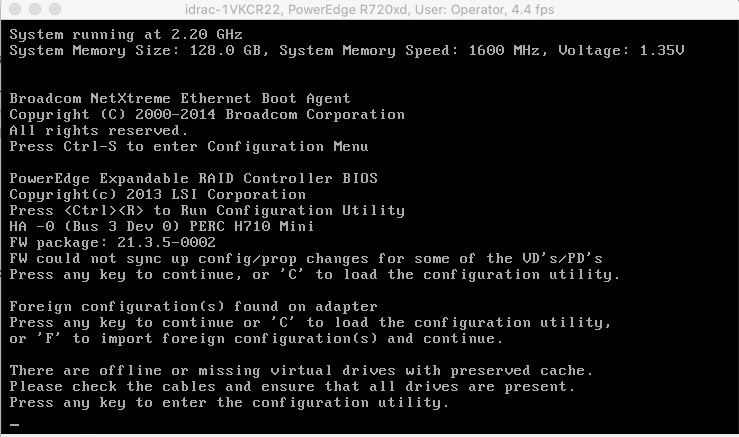 idrac-1VKCR22, PowerEdge R720xd, User: Operator, 4.4 fps
System running at 2.20 GHz
System Memory Size: 128.0 GB, System Memory Speed: 1600 MHz, Voltage: 1.35V
Broadcom NetXtreme Ethernet Boot Agent
Copyright (C) 2000-2014 Broadcom Corporation
All rights reserved.
Press Ctrl-S to enter Configuration Menu
PowerEdge Expandable RAID Controller BIOS
Copyright(c) 2013 LSI Corporation
Press <Ctrl><R> to Run Configuration Utility
HA -0 (Bus 3 Dev 0) PERC H710 Mini
FW package: 21.3.5-0002
FW could not sync up config/prop changes for some of the VD's/PD's
Press any key to continue, or 'C' to load the configuration utility.
Foreign configuration(s) found on adapter
Press any key to continue or 'C' to load the configuration utility,
or 'F' to import foreign configuration(s) and continue.
There are offline or missing virtual drives with preserved cache.
Please check the cables and ensure that all drives are present.
Press any key to enter the configuration utility.